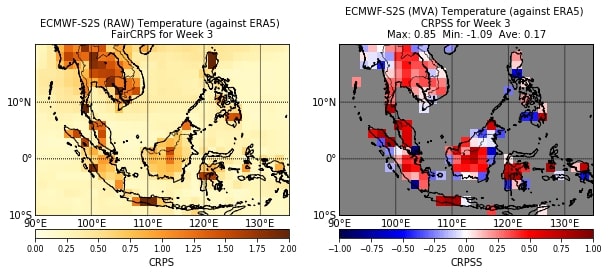 ECMWF-S2S (RAW) Temperature (against ERA5)
FairCRPS for Week 3
10°N
0°
10°S
90°E 100°E 110°E 120°E 130°E
0.00 0.25 0.50 0.75 1.00 1.25 1.50 1.75 2.00
CRPS
ECMWF-S2S (MVA) Temperature (against ERA5)
CRPSS for Week 3
Max: 0.85 Min: -1.09 Ave: 0.17
10°N
0°
10°S
90°E 100°E 110°E 120°E 130°E
−1.00 −0.75 −0.50 −0.25 0.00 0.25 0.50 0.75 1.00
CRPSS